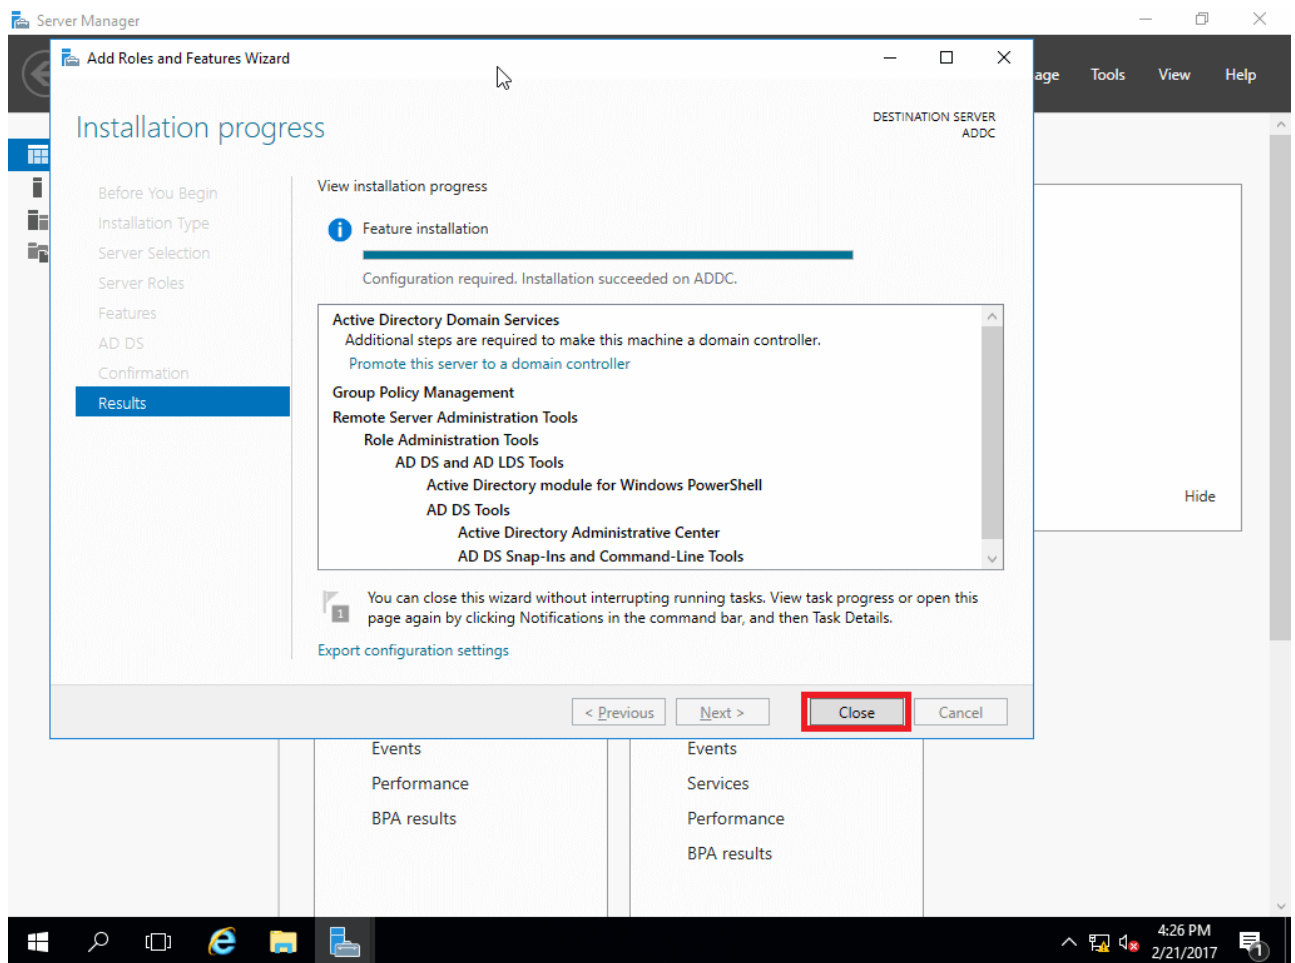 Server Manager
Add Roles and Features Wizard
age Tools View Help
Installation progress
DESTINATION SERVER
ADDC
Before You Begin
Installation Type
Server Selection
Server Roles
Features
AD DS
Confirmation
Results
View installation progress
Feature installation
Configuration required. Installation succeeded on ADDC.
Active Directory Domain Services
Additional steps are required to make this machine a domain controller.
Promote this server to a domain controller
Group Policy Management
Remote Server Administration Tools
Role Administration Tools
AD DS and AD LDS Tools
Active Directory module for Windows PowerShell
AD DS Tools
Active Directory Administrative Center
AD DS Snap-Ins and Command-Line Tools
1
You can close this wizard without interrupting running tasks. View task progress or open this
page again by clicking Notifications in the command bar, and then Task Details.
Export configuration settings
< Previous Next > Close Cancel
Hide
Events
Performance
BPA results
Events
Services
Performance
BPA results
4:26 PM
2/21/2017
1